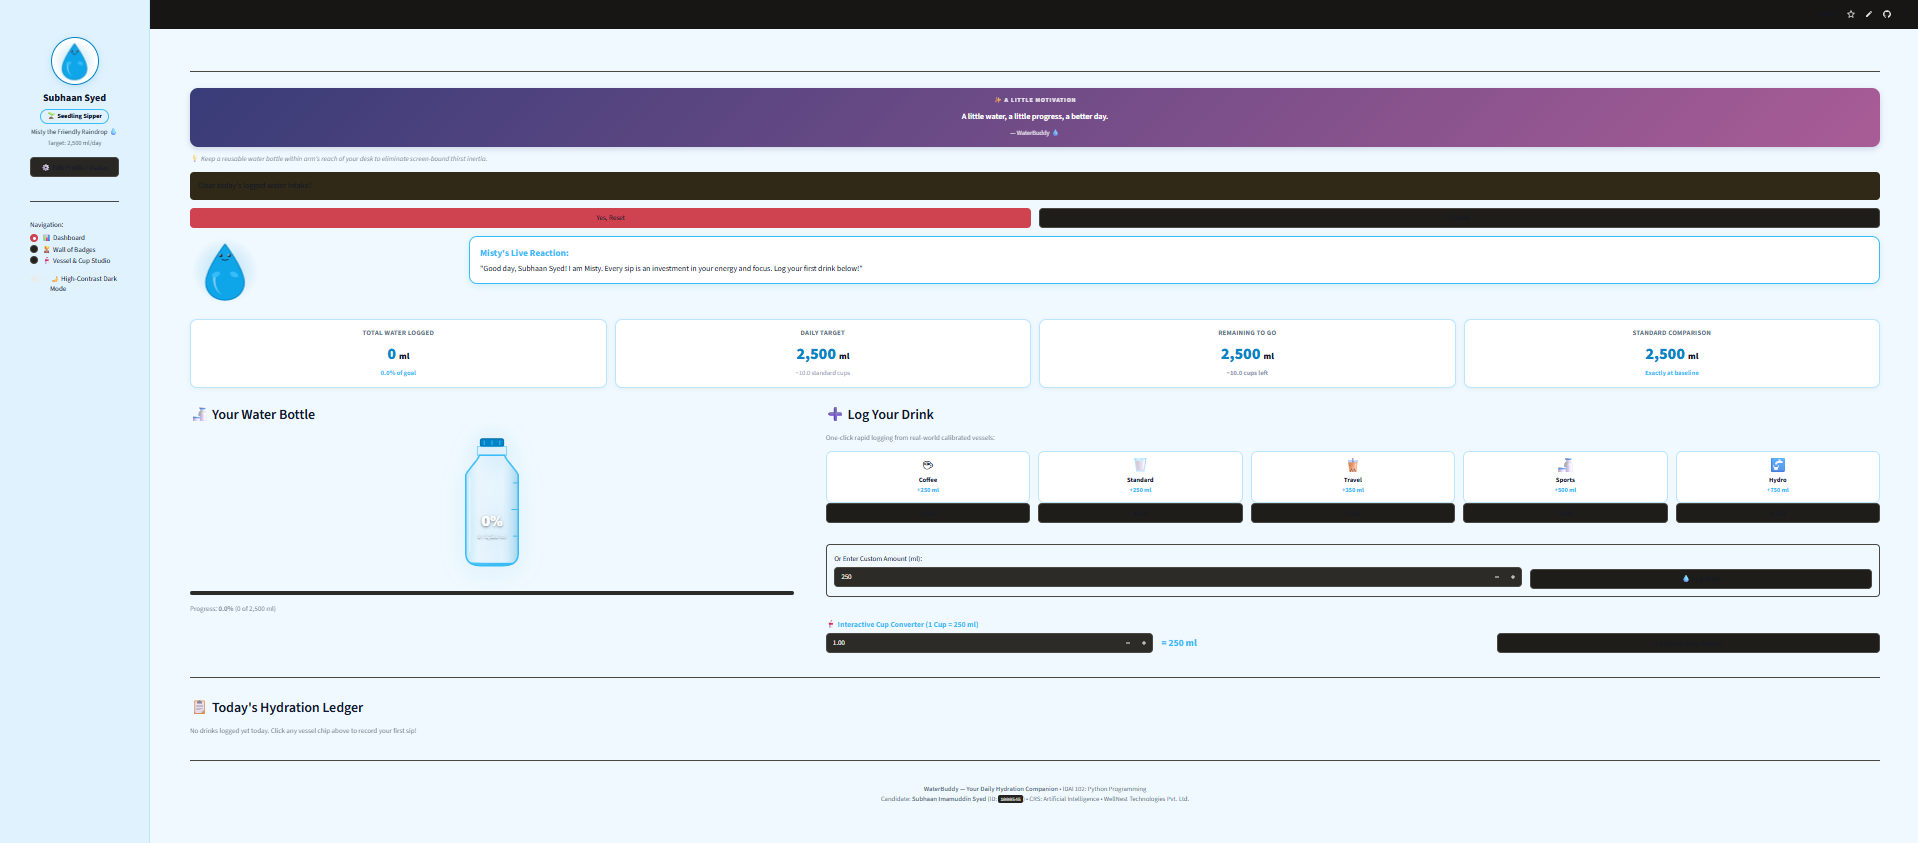 Subhaan Syed
Seedling Sipper
Misty the Friendly Raindrop
Target: 2,500 ml/day
Navigation:
Dashboard
Wall of Badges
Vessel & Cup Studio
High-Contrast Dark
Mode
A LITTLE MOTIVATION
A little water, a little progress, a better day.
— WaterBuddy
Keep a reusable water bottle within arm's reach of your desk to eliminate screen-bound thirst inertia.
Clear today's logged water intake?
Yes, Reset
Misty's Live Reaction:
"Good day, Subhaan Syed! I am Misty. Every sip is an investment in your energy and focus. Log your first drink below!"
TOTAL WATER LOGGED
0 ml
0.0% of goal
DAILY TARGET
2,500 ml
~10.0 standard cups
REMAINING TO GO
2,500 ml
~10.0 cups left
STANDARD COMPARISON
2,500 ml
Exactly at baseline
Your Water Bottle
0%
Progress: 0.0% (0 of 2,500 ml)
Log Your Drink
One-click rapid logging from real-world calibrated vessels:
Coffee
+250 ml
Standard
+250 ml
Travel
+350 ml
Sports
+500 ml
Hydro
+750 ml
Or Enter Custom Amount (ml):
250
Interactive Cup Converter (1 Cup = 250 ml)
1.00
= 250 ml
Today's Hydration Ledger
No drinks logged yet today. Click any vessel chip above to record your first sip!
WaterBuddy — Your Daily Hydration Companion • IDAI 102: Python Programming
Candidate: Subhaan Imamuddin Syed (ID: ) • CRS: Artificial Intelligence • WellNest Technologies Pvt. Ltd.